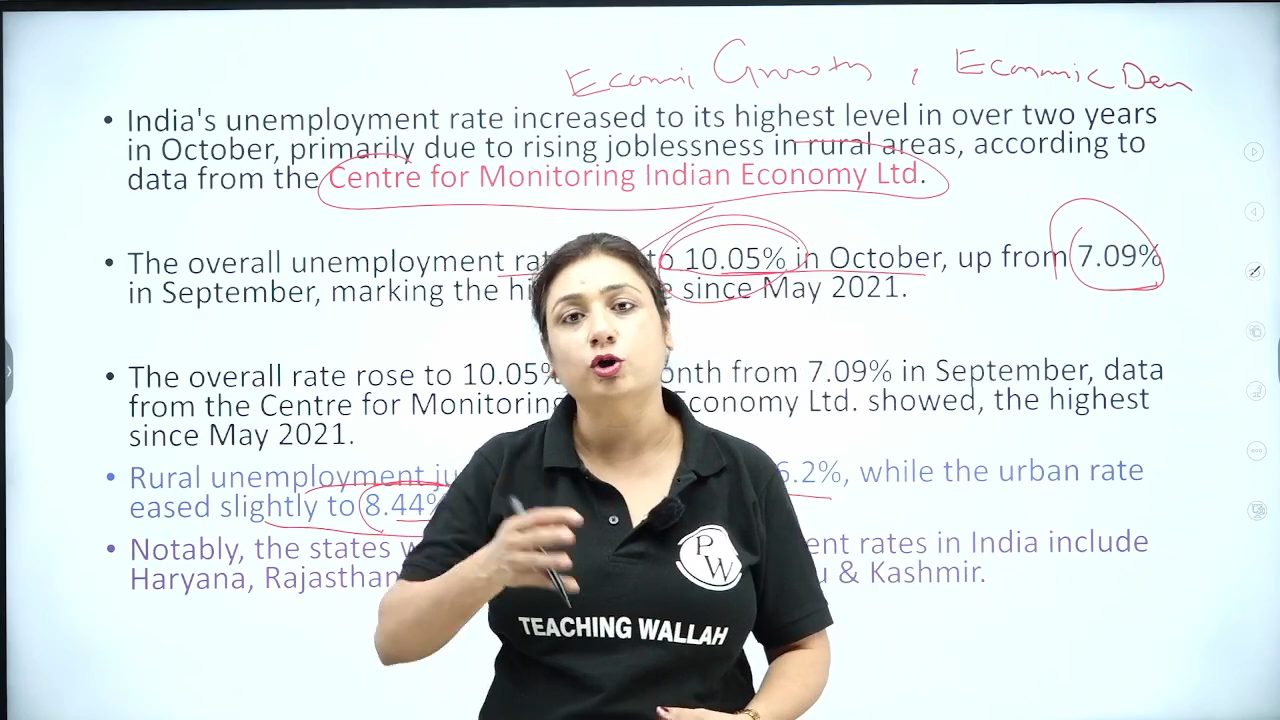 Economic Growth , Economic Dev
• India's unemployment rate increased to its highest level in over two years
in October, primarily due to rising joblessness in rural areas, according to
data from the Centre for Monitoring Indian Economy Ltd.
• The overall unemployment 10.05% in October, up from 7.09%
in September, marking the since May 2021.
• The overall rate rose to 10.05% from 7.09% in September, data
from the Centre for Monitoring Economy Ltd. showed, the highest
since May 2021.
• Rural unemployment 6.2%, while the urban rate
eased slightly to 8.44%
• Notably, the states rates in India include
Haryana, Rajasthan & Kashmir.
PW
TEACHING WALLAH